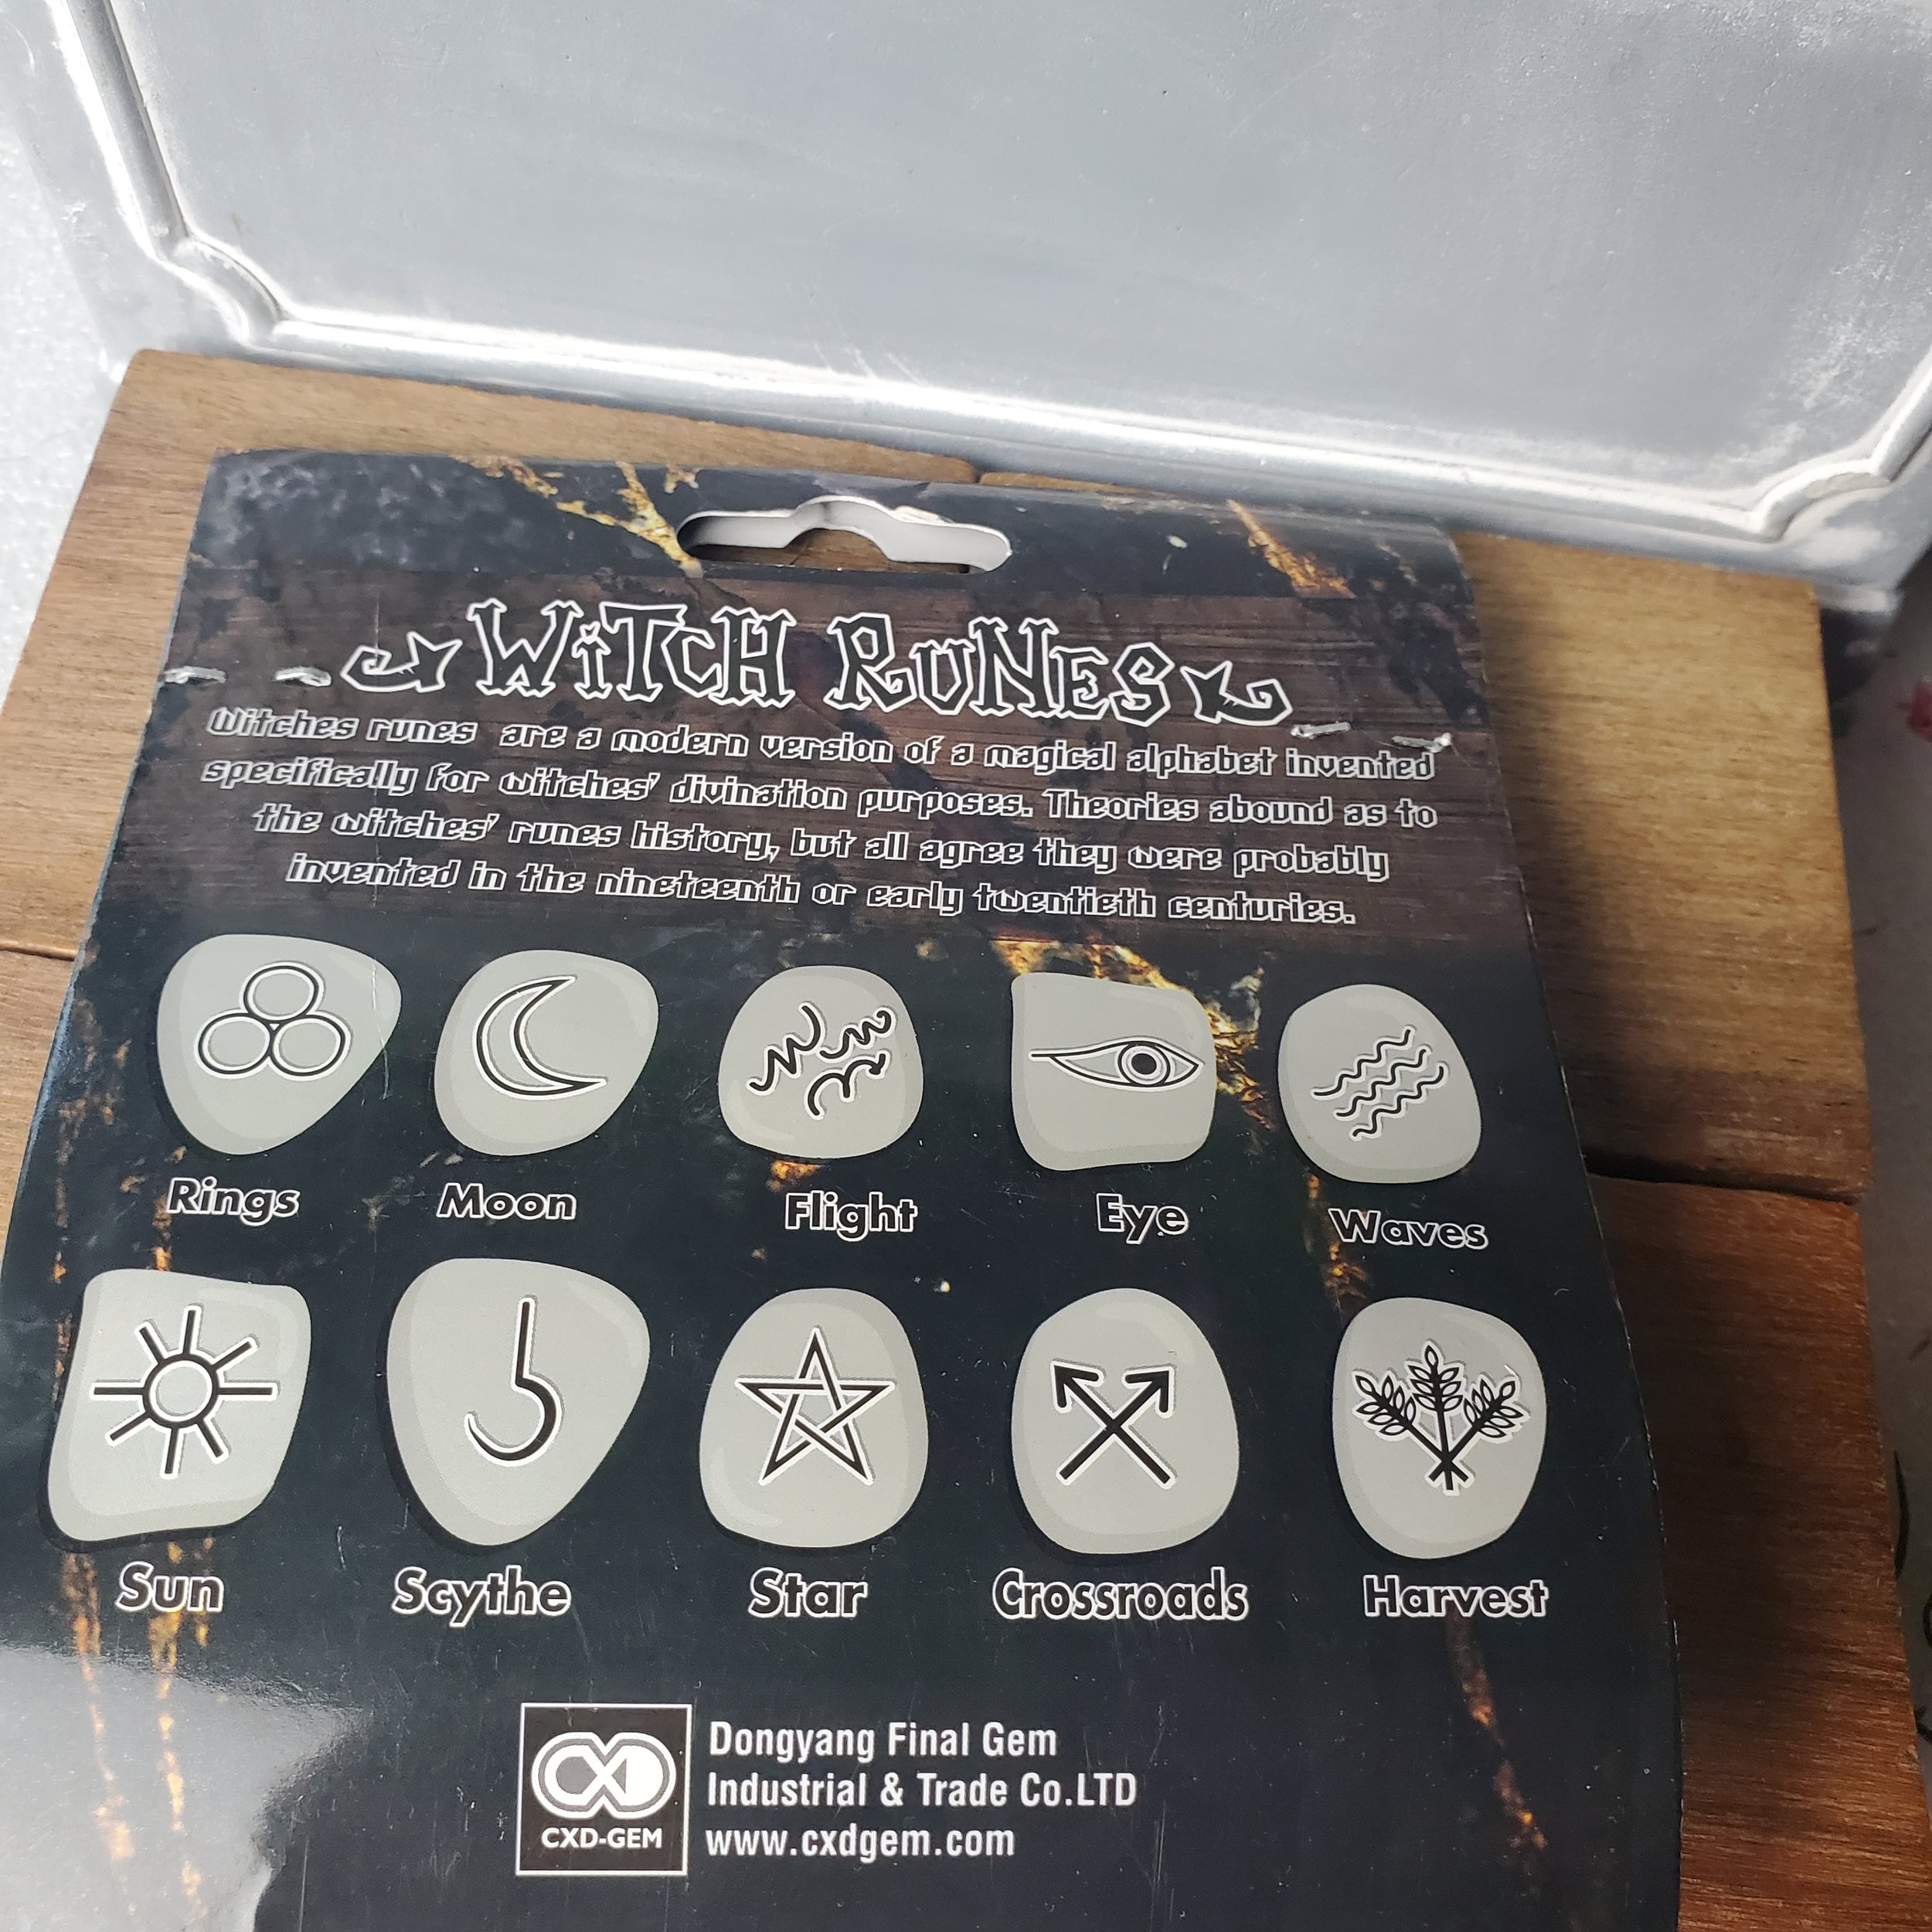 WITCH RUNES
Witches runes are a modern version of a magical alphabet invented
specifically for witches' divination purposes. Theories abound as to
the witches' runes history, but all agree they were probably
invented in the nineteenth or early twentieth centuries.
Rings Moon Flight Eye Waves
Sun Scythe Star Crossroads Harvest
CXD-GEM
Dongyang Final Gem
Industrial & Trade Co.LTD
www.cxdgem.com